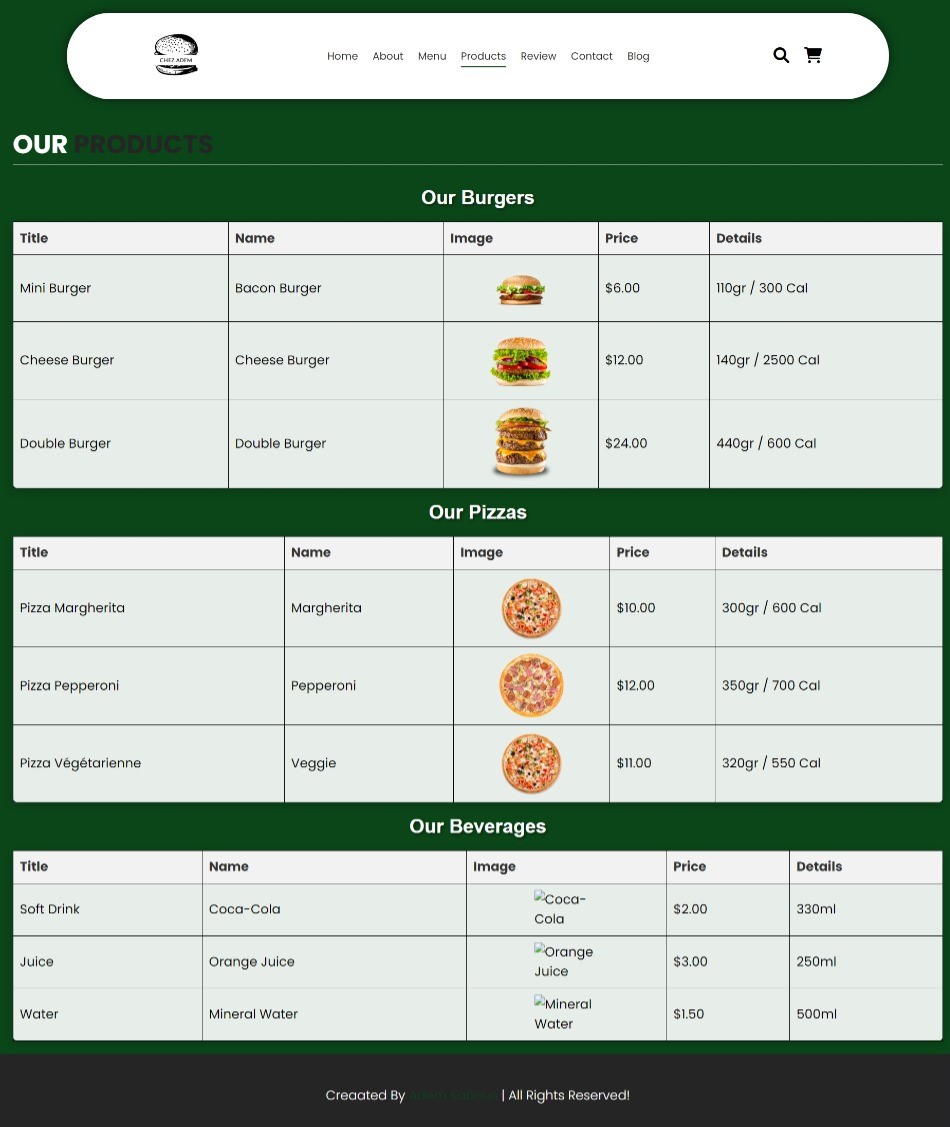 CHEZ ADEM
Home About Menu Products Review Contact Blog
OUR PRODUCTS
Our Burgers
Title Name Image Price Details
Mini Burger Bacon Burger $6.00 110gr / 300 Cal
Cheese Burger Cheese Burger $12.00 140gr / 2500 Cal
Double Burger Double Burger $24.00 440gr / 600 Cal
Our Pizzas
Title Name Image Price Details
Pizza Margherita Margherita $10.00 300gr / 600 Cal
Pizza Pepperoni Pepperoni $12.00 350gr / 700 Cal
Pizza Végétarienne Veggie $11.00 320gr / 550 Cal
Our Beverages
Title Name Image Price Details
Soft Drink Coca-Cola Coca-
Cola $2.00 330ml
Juice Orange Juice Orange
Juice $3.00 250ml
Water Mineral Water Mineral
Water $1.50 500ml
Creaated By Adem | All Rights Reserved!